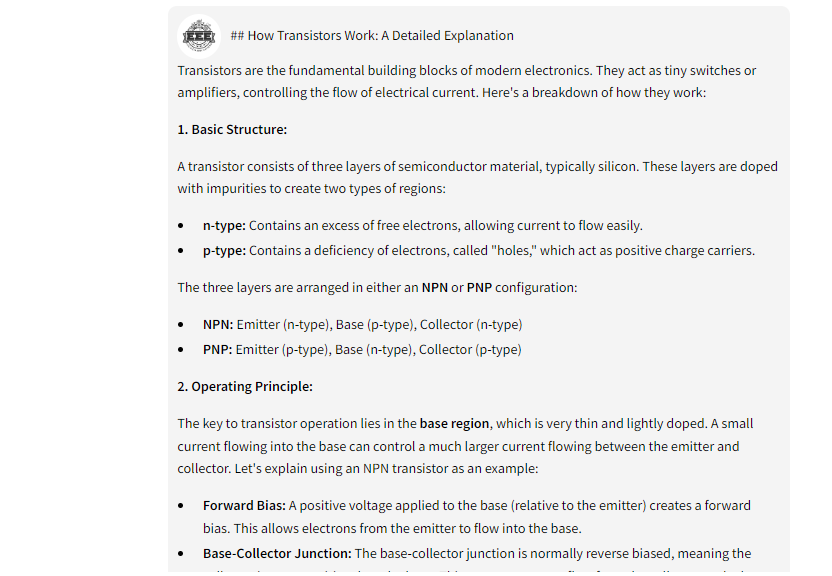 EEE
## How Transistors Work: A Detailed Explanation
Transistors are the fundamental building blocks of modern electronics. They act as tiny switches or
amplifiers, controlling the flow of electrical current. Here's a breakdown of how they work:
1. Basic Structure:
A transistor consists of three layers of semiconductor material, typically silicon. These layers are doped
with impurities to create two types of regions:
• n-type: Contains an excess of free electrons, allowing current to flow easily.
• p-type: Contains a deficiency of electrons, called "holes," which act as positive charge carriers.
The three layers are arranged in either an NPN or PNP configuration:
• NPN: Emitter (n-type), Base (p-type), Collector (n-type)
• PNP: Emitter (p-type), Base (n-type), Collector (p-type)
2. Operating Principle:
The key to transistor operation lies in the base region, which is very thin and lightly doped. A small
current flowing into the base can control a much larger current flowing between the emitter and
collector. Let's explain using an NPN transistor as an example:
• Forward Bias: A positive voltage applied to the base (relative to the emitter) creates a forward
bias. This allows electrons from the emitter to flow into the base.
• Base-Collector Junction: The base-collector junction is normally reverse biased, meaning the